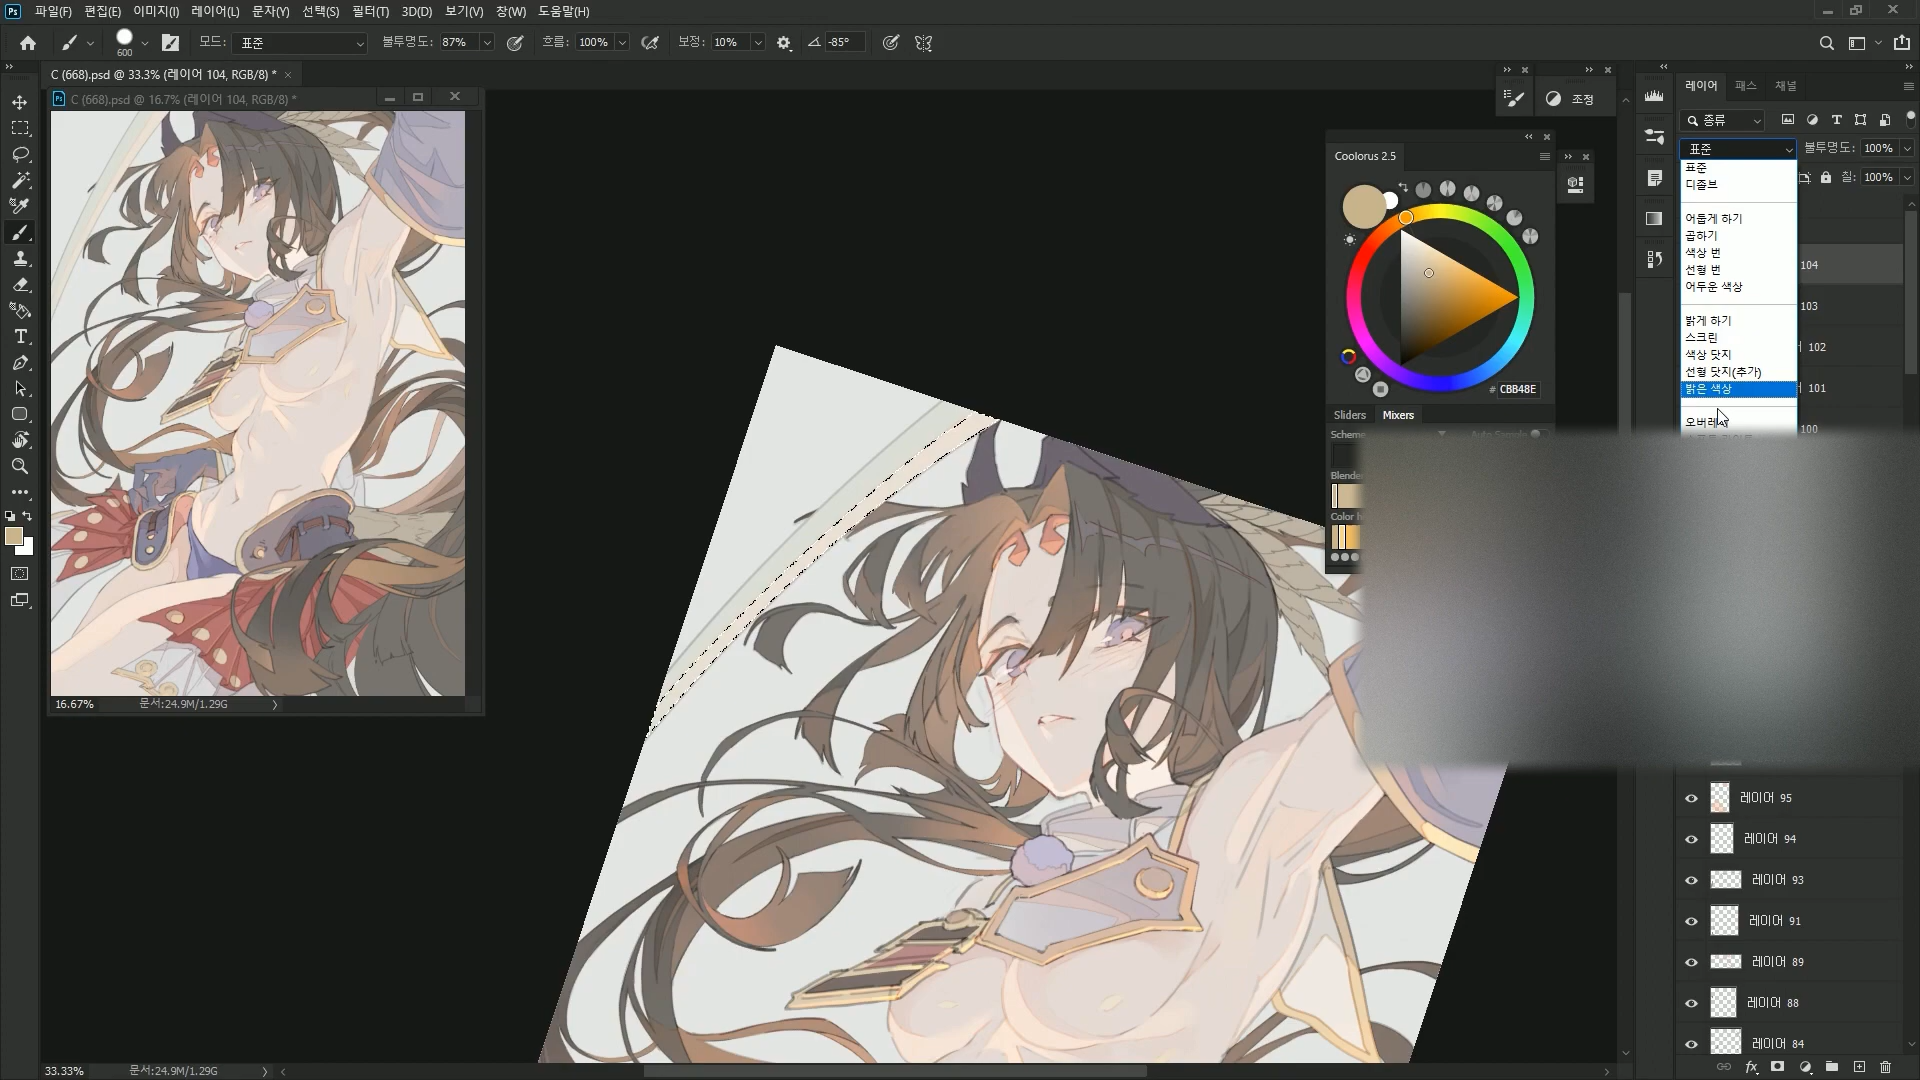 Ps 파일(F) 편집(E) 이미지(I) 레이어(L) 문자(Y) 선택(S) 필터(T) 3D(D) 보기(V) 창(W) 도움말(H)
600 모드: 표준 불투명도: 87% 흐름: 100% 보정: 10% -85°
C (668).psd @ 33.3% (레이어 104, RGB/8) *
Ps C (668).psd @ 16.7% (레이어 104, RGB/8) *
16.67% 문서:24.9M/1.29G
조정
Coolorus 2.5
# CBB48E
Sliders Mixers
Scheme Auto Sample
Blender
레이어 패스 채널
종류
표준 불투명도: 100%
칠: 100%
표준
디졸브
어둡게 하기
곱하기
색상 번
선형 번
어두운 색상
밝게 하기
스크린
색상 닷지
선형 닷지(추가)
밝은 색상
104
103
102
101
100
레이어 95
레이어 94
레이어 93
레이어 91
레이어 89
레이어 88
레이어 84
fx
33.33% 문서:24.9M/1.29G